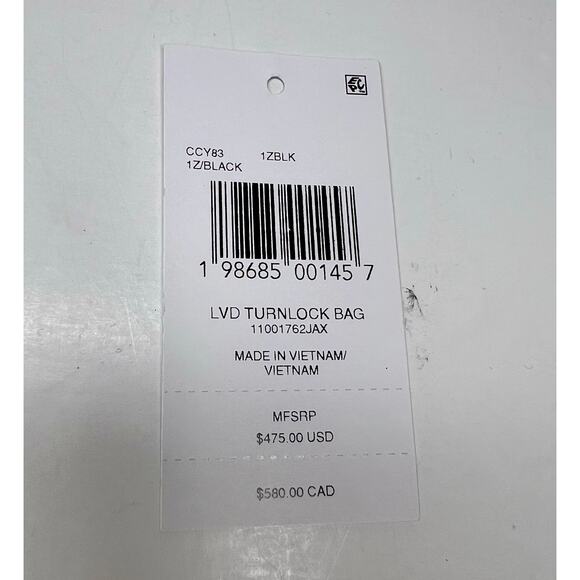 CCY83 1ZBLK
1Z/BLACK
1 98685 00145 7
LVD TURNLOCK BAG
11001762JAX
MADE IN VIETNAM/
VIETNAM
MFSRP
$475.00 USD
$580.00 CAD